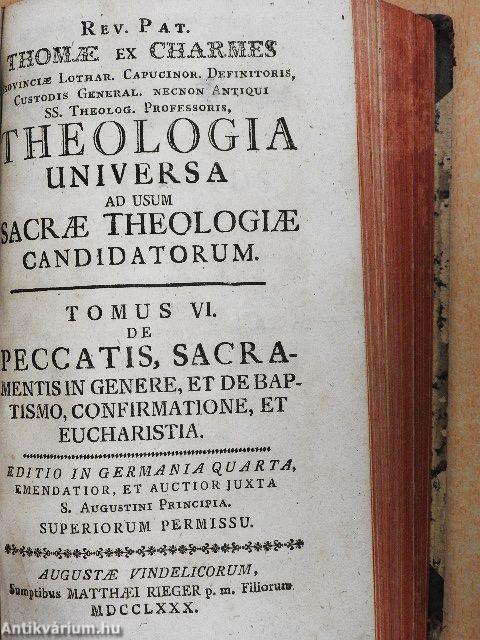 REV. PAT.
THOMÆ EX CHARMES
PROVINCIÆ LOTHAR. CAPUCINOR. DEFINITORIS,
CUSTODIS GENERAL. NECNON ANTIQUI
SS. THEOLOG. PROFESSORIS,
THEOLOGIA
UNIVERSA
AD USUM
SACRÆ THEOLOGIÆ
CANDIDATORUM.
TOMUS VI.
DE
PECCATIS, SACRA-
MENTIS IN GENERE, ET DE BAP-
TISMO, CONFIRMATIONE, ET
EUCHARISTIA.
EDITIO IN GERMANIA QUARTA,
EMENDATIOR, ET AUCTIOR JUXTA
S. AUGUSTINI PRINCIPIA.
SUPERIORUM PERMISSU.
AUGUSTÆ VINDELICORUM,
Sumptibus MATTHÆI RIEGER p. m. Filiorum
MDCCLXXX.
Antikvárium.hu